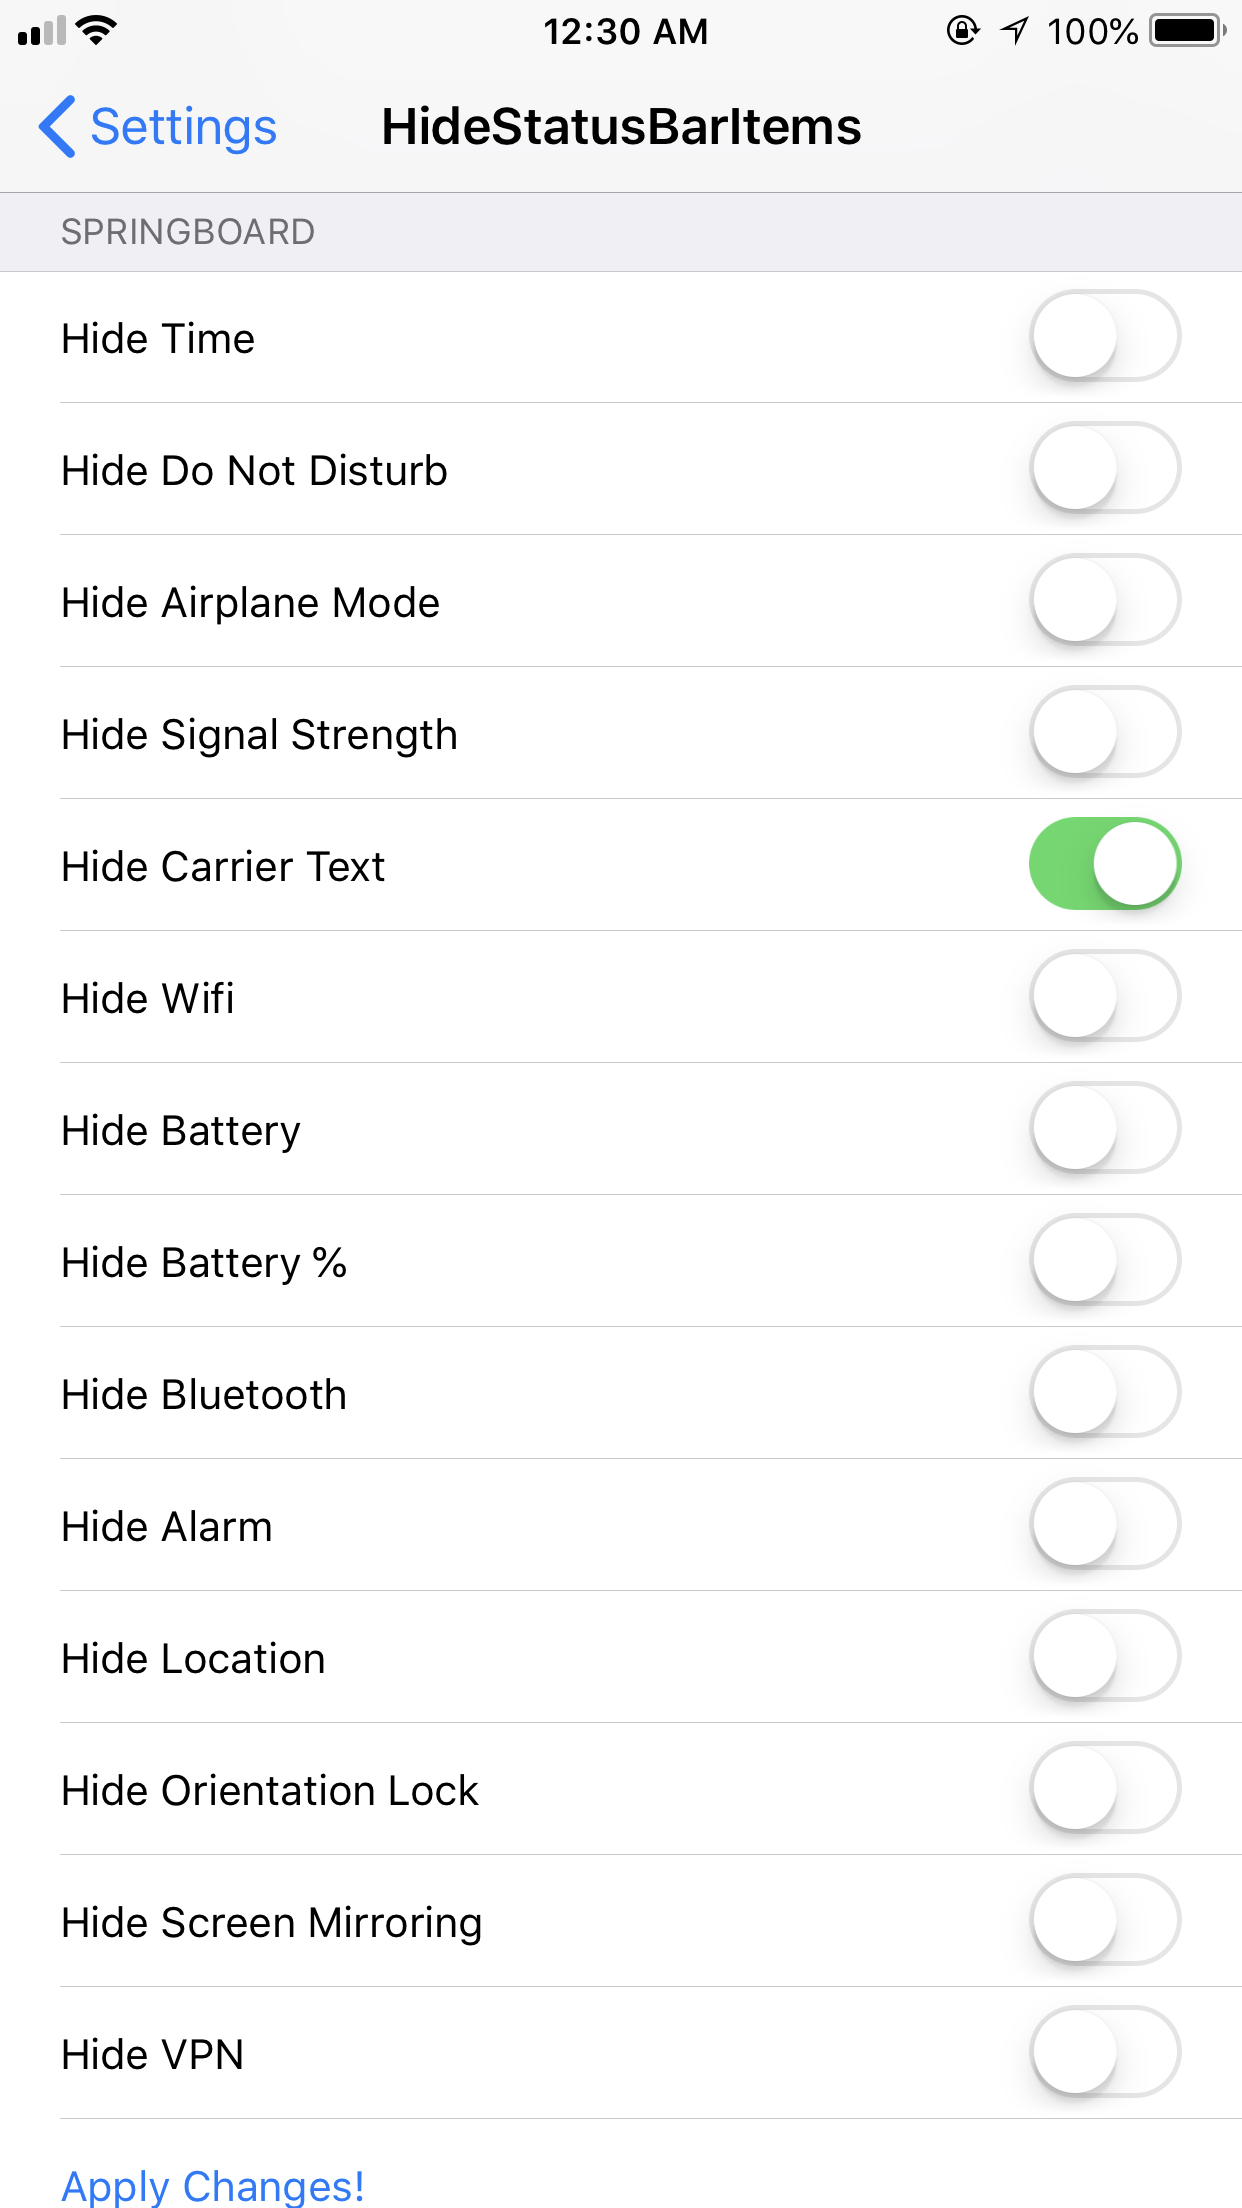 12:30 AM 100%
Settings HideStatusBarItems
SPRINGBOARD
Hide Time
Hide Do Not Disturb
Hide Airplane Mode
Hide Signal Strength
Hide Carrier Text
Hide Wifi
Hide Battery
Hide Battery %
Hide Bluetooth
Hide Alarm
Hide Location
Hide Orientation Lock
Hide Screen Mirroring
Hide VPN
Apply Changes!